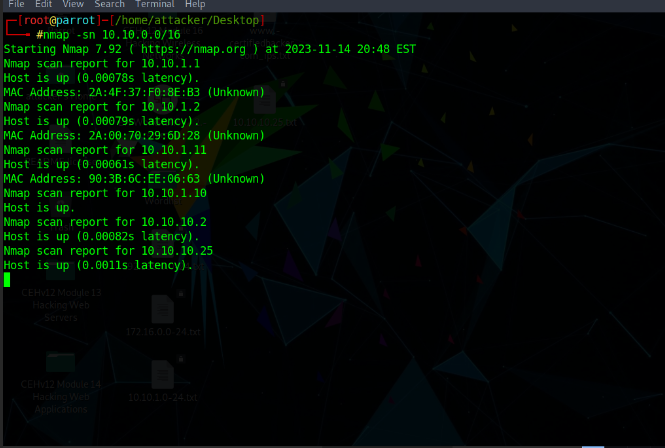 File Edit View Search Terminal Help
[root@parrot]─[/home/attacker/Desktop]
#nmap -sn 10.10.0.0/16
Starting Nmap 7.92 ( https://nmap.org ) at 2023-11-14 20:48 EST
Nmap scan report for 10.10.1.1
Host is up (0.00078s latency).
MAC Address: 2A:4F:37:F0:8E:B3 (Unknown)
Nmap scan report for 10.10.1.2
Host is up (0.00079s latency).
MAC Address: 2A:00:70:29:6D:28 (Unknown)
Nmap scan report for 10.10.1.11
Host is up (0.00061s latency).
MAC Address: 90:3B:6C:EE:06:63 (Unknown)
Nmap scan report for 10.10.1.10
Host is up.
Nmap scan report for 10.10.10.2
Host is up (0.00082s latency).
Nmap scan report for 10.10.10.25
Host is up (0.0011s latency).
CEHv12 Module 13
Hacking Web
Servers
172.16.0.0-24.txt
CEHv12 Module 14
Hacking Web
Applications
10.10.1.0-24.txt